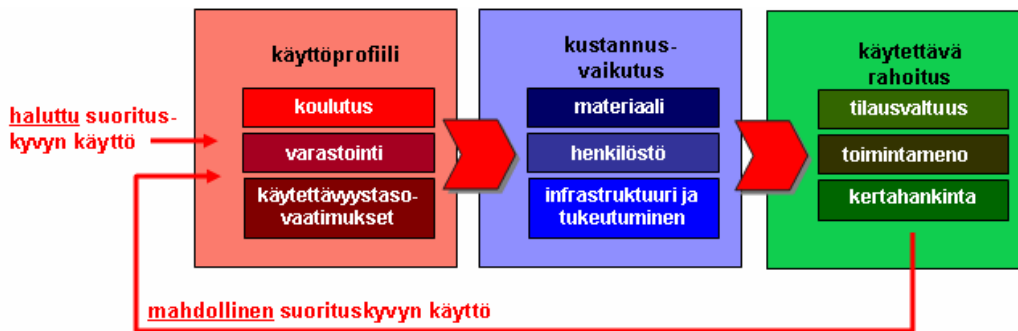 haluttu suoritus-
kyvyn käyttö
käyttöprofiili
koulutus
varastointi
käytettävyystaso-
vaatimukset
kustannus-
vaikutus
materiaali
henkilöstö
infrastruktuuri ja
tukeutuminen
käytettävä
rahoitus
tilausvaltuus
toimintameno
kertahankinta
mahdollinen suorituskyvyn käyttö